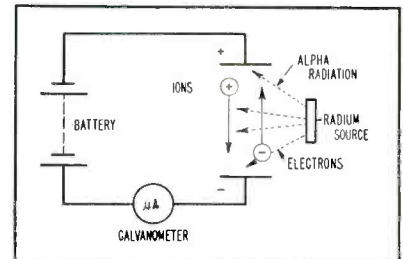 +
ALPHA
RADIATION
IONS
+
BATTERY
RADIUM
SOURCE
−
ELECTRONS
−
μA
GALVANOMETER